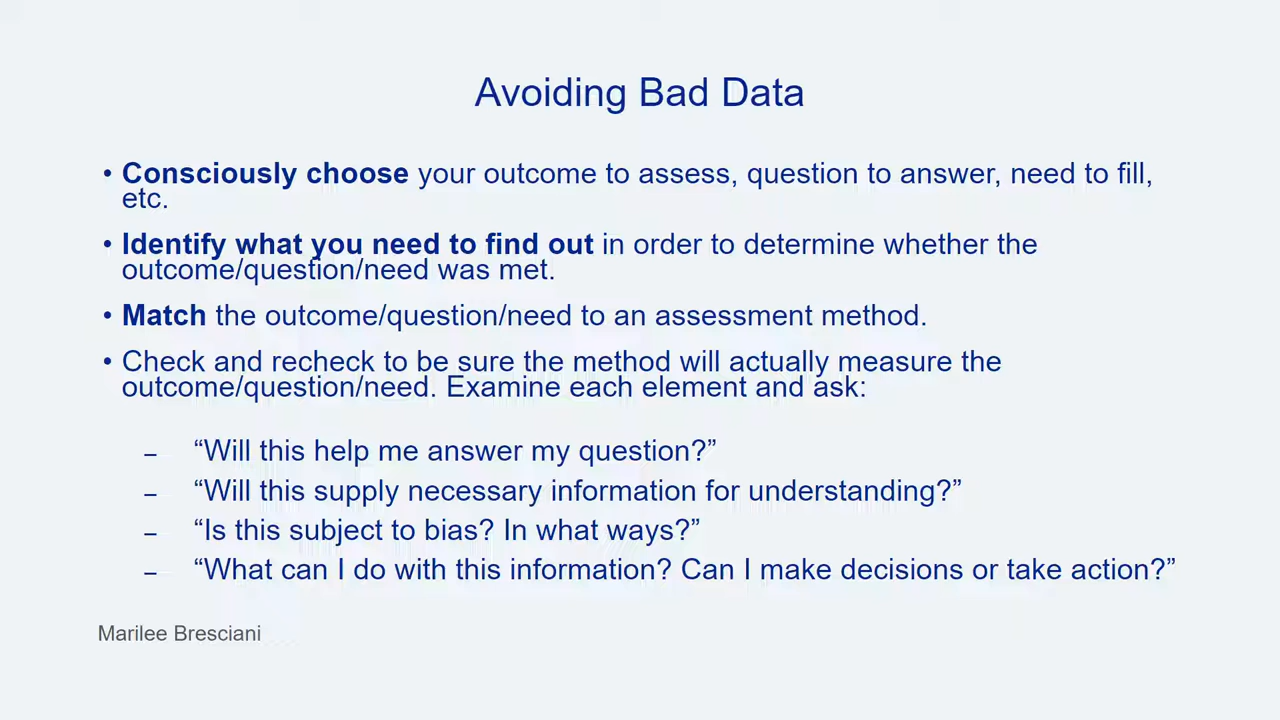 Avoiding Bad Data
• Consciously choose your outcome to assess, question to answer, need to fill,
etc.
• Identify what you need to find out in order to determine whether the
outcome/question/need was met.
• Match the outcome/question/need to an assessment method.
• Check and recheck to be sure the method will actually measure the
outcome/question/need. Examine each element and ask:
– “Will this help me answer my question?”
– “Will this supply necessary information for understanding?”
– “Is this subject to bias? In what ways?”
– “What can I do with this information? Can I make decisions or take action?”
Marilee Bresciani